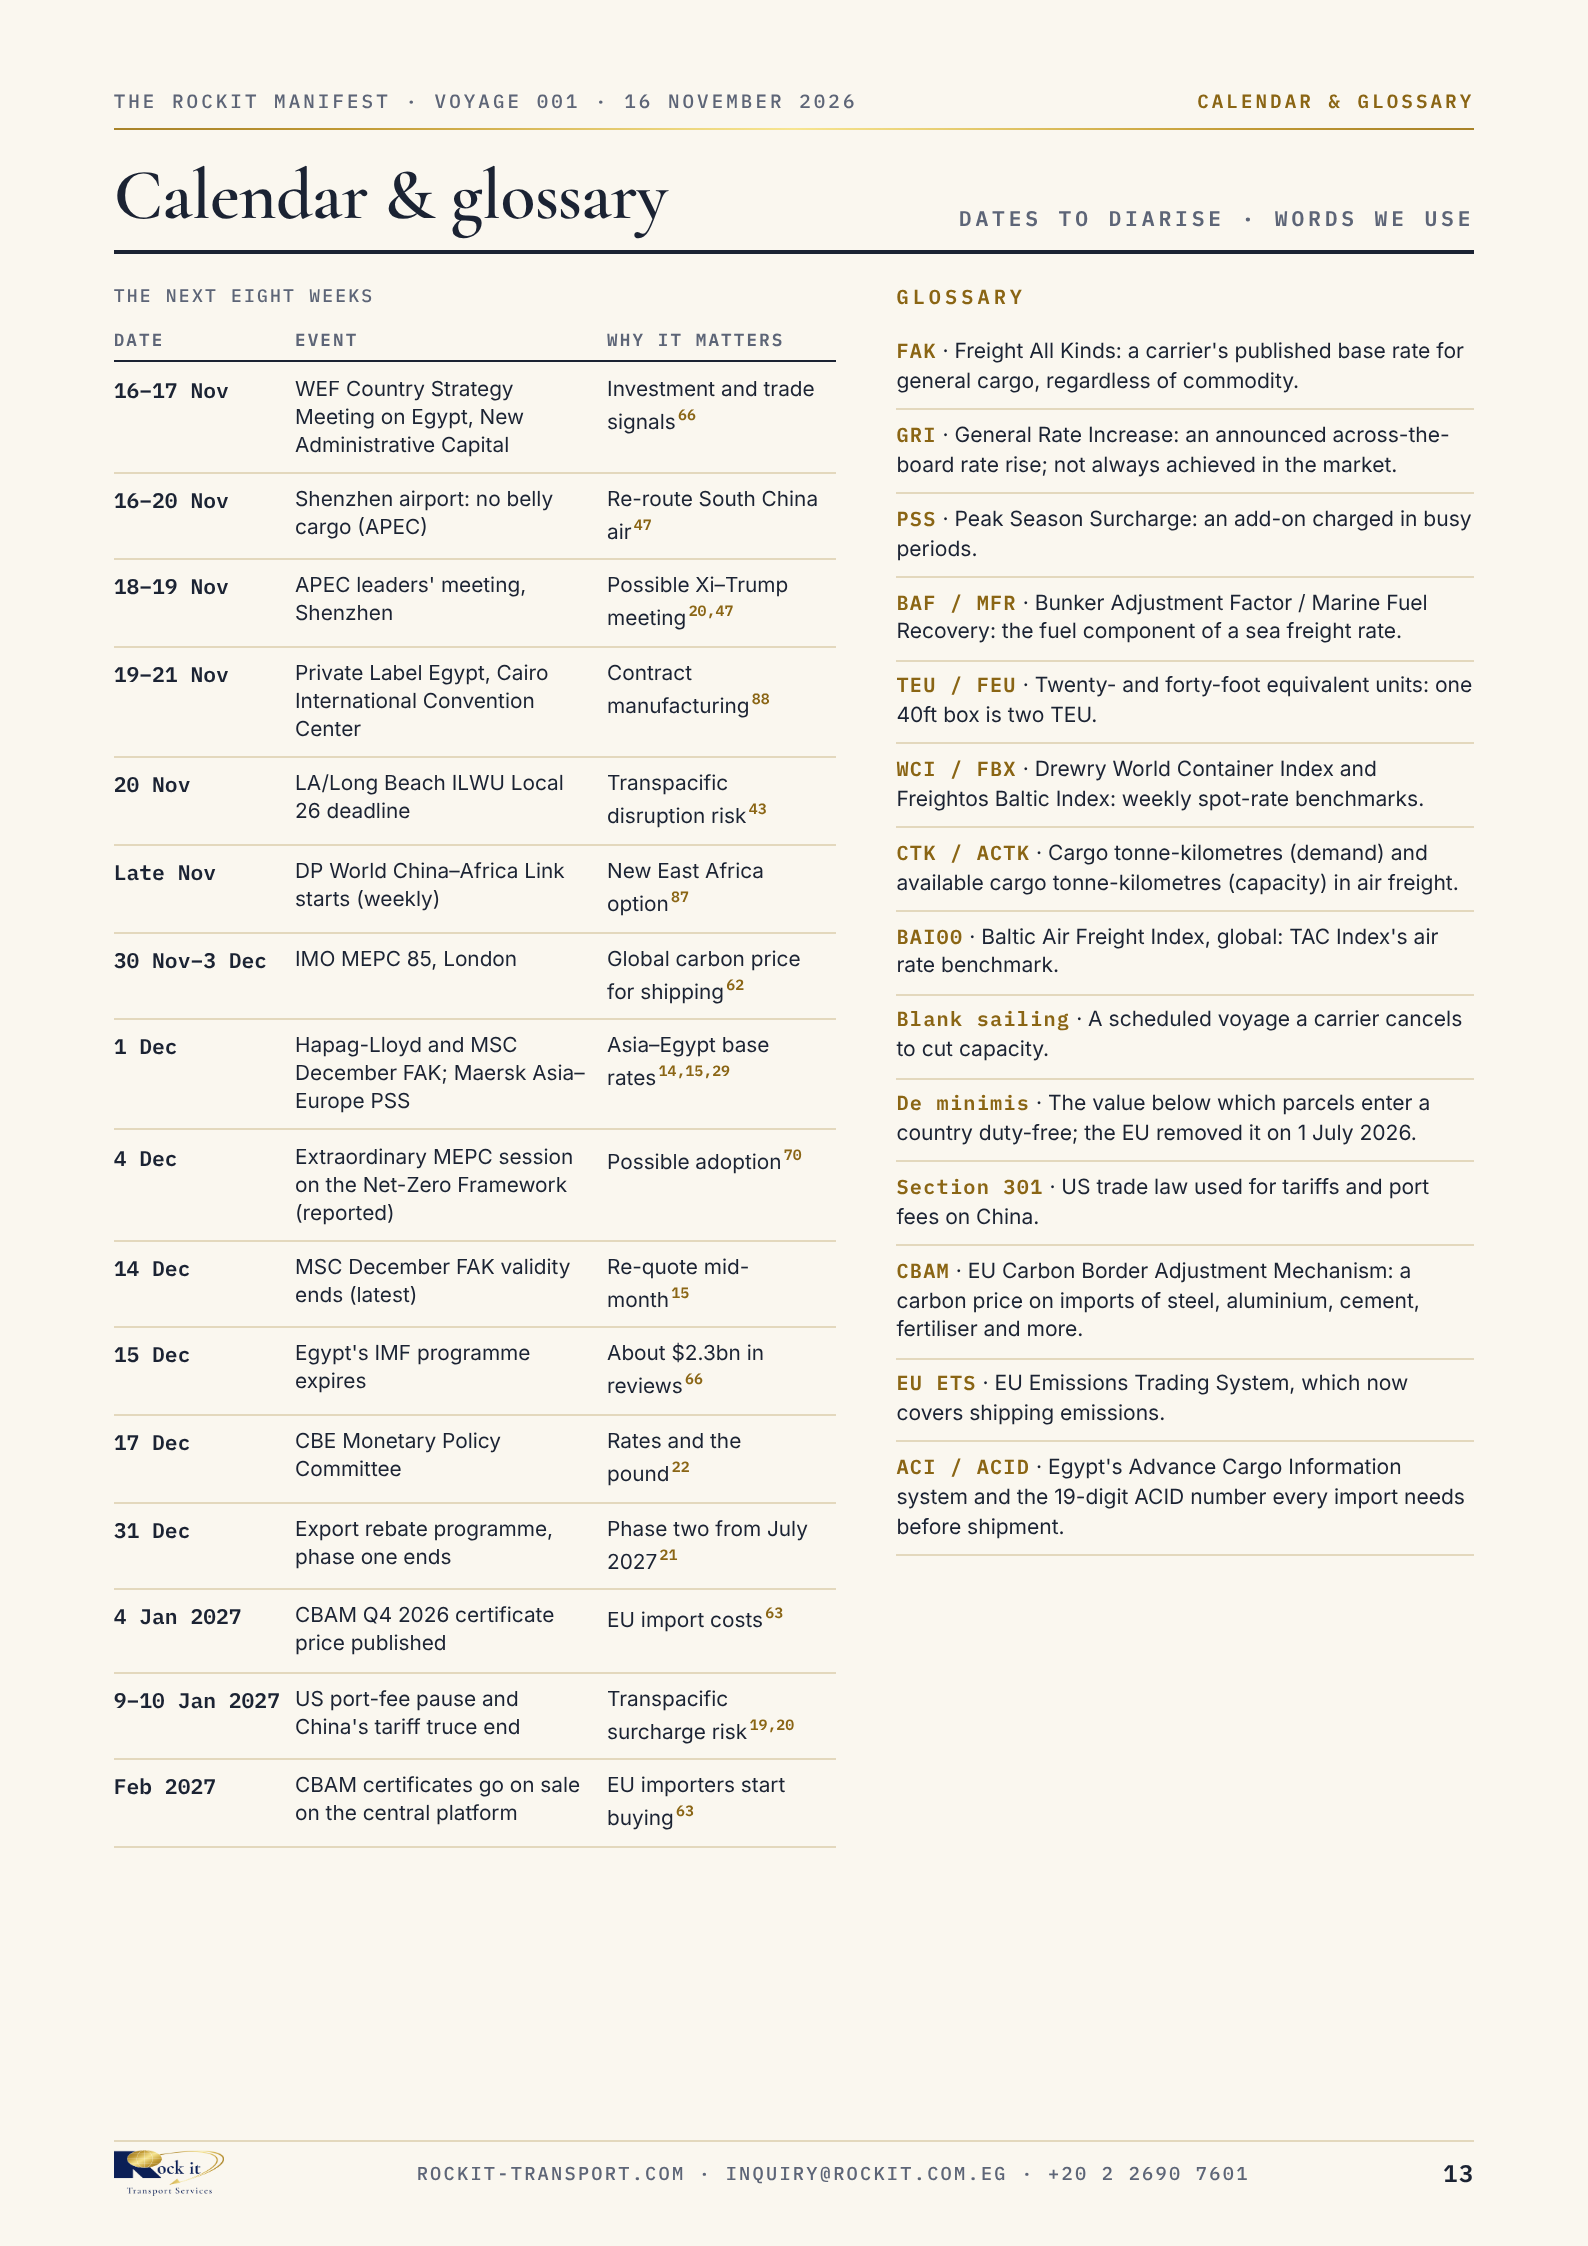 THE ROCKIT MANIFEST · VOYAGE 001 · 16 NOVEMBER 2026
CALENDAR & GLOSSARY
Calendar & glossary
DATES TO DIARISE · WORDS WE USE
THE NEXT EIGHT WEEKS
DATE EVENT WHY IT MATTERS
16–17 Nov WEF Country Strategy Investment and trade
Meeting on Egypt, New signals66
Administrative Capital
16–20 Nov Shenzhen airport: no belly Re-route South China
cargo (APEC) air47
18–19 Nov APEC leaders' meeting, Possible Xi–Trump
Shenzhen meeting20,47
19–21 Nov Private Label Egypt, Cairo Contract
International Convention manufacturing88
Center
20 Nov LA/Long Beach ILWU Local Transpacific
26 deadline disruption risk43
Late Nov DP World China–Africa Link New East Africa
starts (weekly) option87
30 Nov–3 Dec IMO MEPC 85, London Global carbon price
for shipping62
1 Dec Hapag-Lloyd and MSC Asia–Egypt base
December FAK; Maersk Asia– rates14,15,29
Europe PSS
4 Dec Extraordinary MEPC session Possible adoption70
on the Net-Zero Framework
(reported)
14 Dec MSC December FAK validity Re-quote mid-
ends (latest) month15
15 Dec Egypt's IMF programme About $2.3bn in
expires reviews66
17 Dec CBE Monetary Policy Rates and the
Committee pound22
31 Dec Export rebate programme, Phase two from July
phase one ends 202721
4 Jan 2027 CBAM Q4 2026 certificate EU import costs63
price published
9–10 Jan 2027 US port-fee pause and Transpacific
China's tariff truce end surcharge risk19,20
Feb 2027 CBAM certificates go on sale EU importers start
on the central platform buying63
GLOSSARY
FAK · Freight All Kinds: a carrier's published base rate for
general cargo, regardless of commodity.
GRI · General Rate Increase: an announced across-the-
board rate rise; not always achieved in the market.
PSS · Peak Season Surcharge: an add-on charged in busy
periods.
BAF / MFR · Bunker Adjustment Factor / Marine Fuel
Recovery: the fuel component of a sea freight rate.
TEU / FEU · Twenty- and forty-foot equivalent units: one
40ft box is two TEU.
WCI / FBX · Drewry World Container Index and
Freightos Baltic Index: weekly spot-rate benchmarks.
CTK / ACTK · Cargo tonne-kilometres (demand) and
available cargo tonne-kilometres (capacity) in air freight.
BAI00 · Baltic Air Freight Index, global: TAC Index's air
rate benchmark.
Blank sailing · A scheduled voyage a carrier cancels
to cut capacity.
De minimis · The value below which parcels enter a
country duty-free; the EU removed it on 1 July 2026.
Section 301 · US trade law used for tariffs and port
fees on China.
CBAM · EU Carbon Border Adjustment Mechanism: a
carbon price on imports of steel, aluminium, cement,
fertiliser and more.
EU ETS · EU Emissions Trading System, which now
covers shipping emissions.
ACI / ACID · Egypt's Advance Cargo Information
system and the 19-digit ACID number every import needs
before shipment.
Rock it
Transport Services
ROCKIT-TRANSPORT.COM · INQUIRY@ROCKIT.COM.EG · +20 2 2690 7601
13